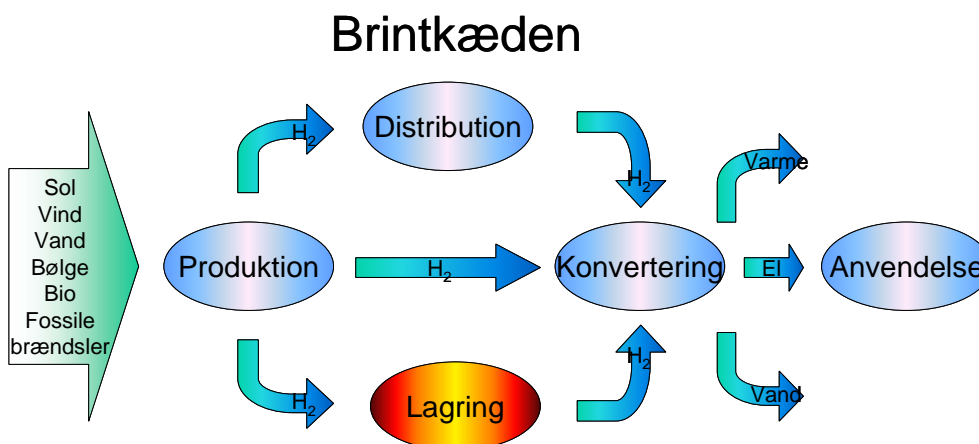 Brintkæden
H₂
Distribution
H₂
Varme
Sol
Vind
Vand
Bølge
Bio
Fossile
brændsler
Produktion
H₂
Konvertering
El
Anvendelse
H₂
Lagring
H₂
Vand